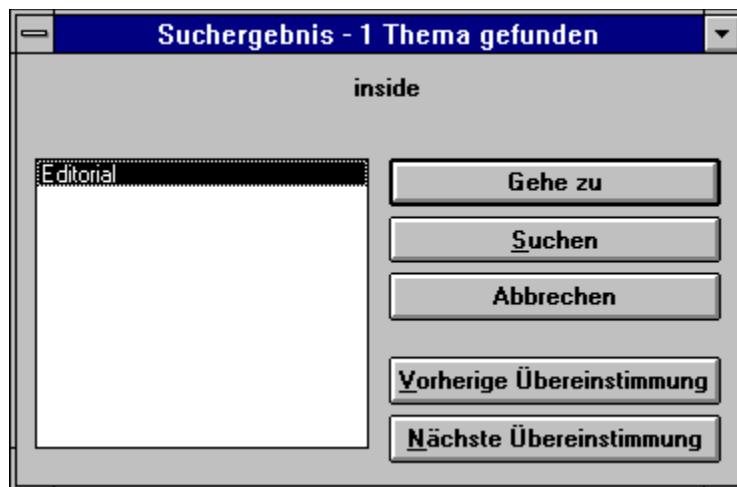 Suchergebnis - 1 Thema gefunden
inside
Editorial
Gehe zu
Suchen
Abbrechen
Vorherige Übereinstimmung
Nächste Übereinstimmung